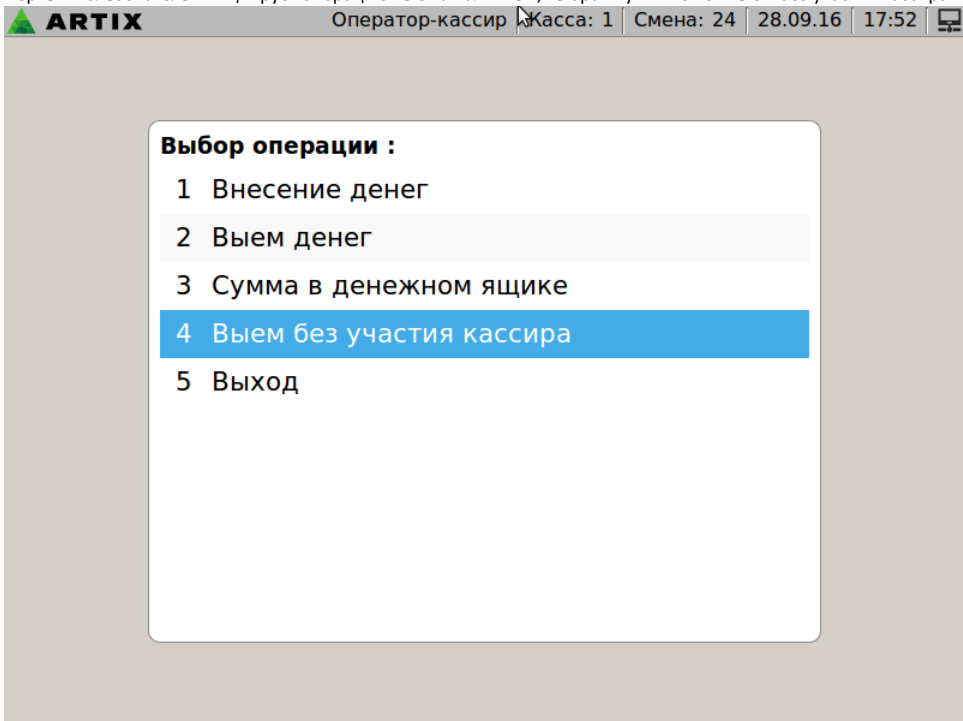 ARTIX Оператор-кассир Касса: 1 Смена: 24 28.09.16 17:52
Выбор операции :
1 Внесение денег
2 Выем денег
3 Сумма в денежном ящике
4 Выем без участия кассира
5 Выход